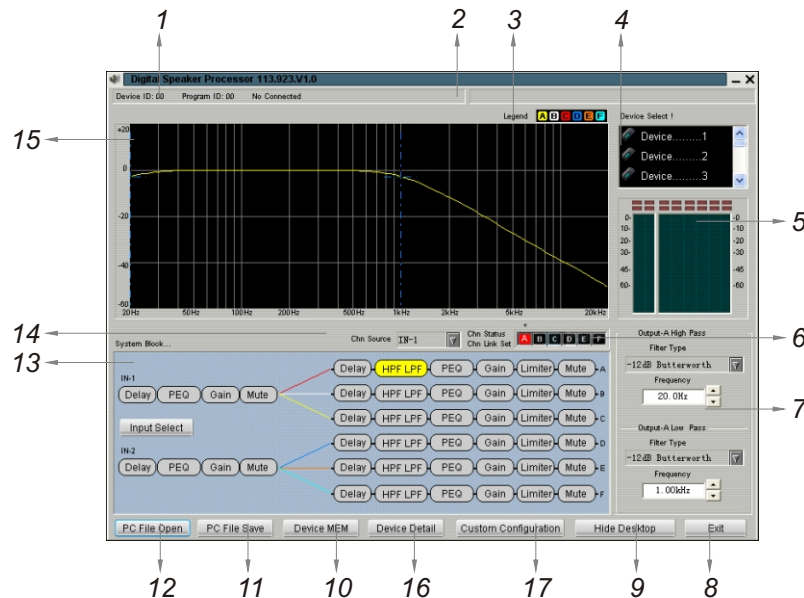 1 2 3 4
Digital Speaker Processor 113.923.V1.0
Device ID: 00 Program ID: 00 No Connected
Legend A B C D E F Device Select !
15
+20
0
-20
-40
-60
20Hz 50Hz 100Hz 200Hz 500Hz 1kHz 2kHz 5kHz 20kHz
Device.........1
Device.........2
Device.........3
5
0- -0
10- -10
20- -20
30- -30
45- -45
60- -60
14 Chn Source IN-1 Chn Status A B C D E F 6
Chn Link Set
13 System Block...
IN-1
Delay PEQ Gain Mute
Input Select
IN-2
Delay PEQ Gain Mute
Delay HPF LPF PEQ Gain Limiter Mute A
Delay HPF LPF PEQ Gain Limiter Mute B
Delay HPF LPF PEQ Gain Limiter Mute C
Delay HPF LPF PEQ Gain Limiter Mute D
Delay HPF LPF PEQ Gain Limiter Mute E
Delay HPF LPF PEQ Gain Limiter Mute F
Output-A High Pass
Filter Type
-12dB Butterworth
Frequency
20.0Hz
7
Output-A Low Pass
Filter Type
-12dB Butterworth
Frequency
1.00kHz
PC File Open PC File Save Device MEM Device Detail Custom Configuration Hide Desktop Exit
12 11 10 16 17 9 8